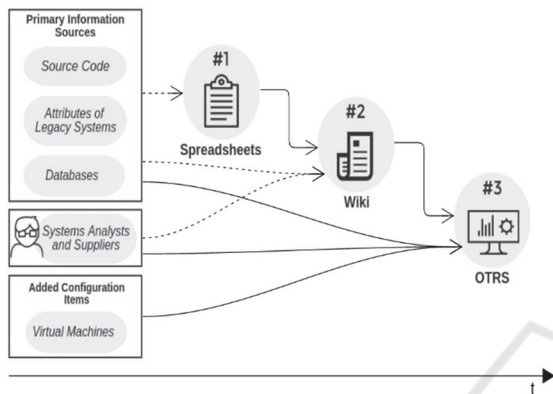 Primary Information
Sources
Source Code
Attributes of
Legacy Systems
Databases
Systems Analysts
and Suppliers
Added Configuration
Items
Virtual Machines
#1
Spreadsheets
#2
Wiki
#3
OTRS
t